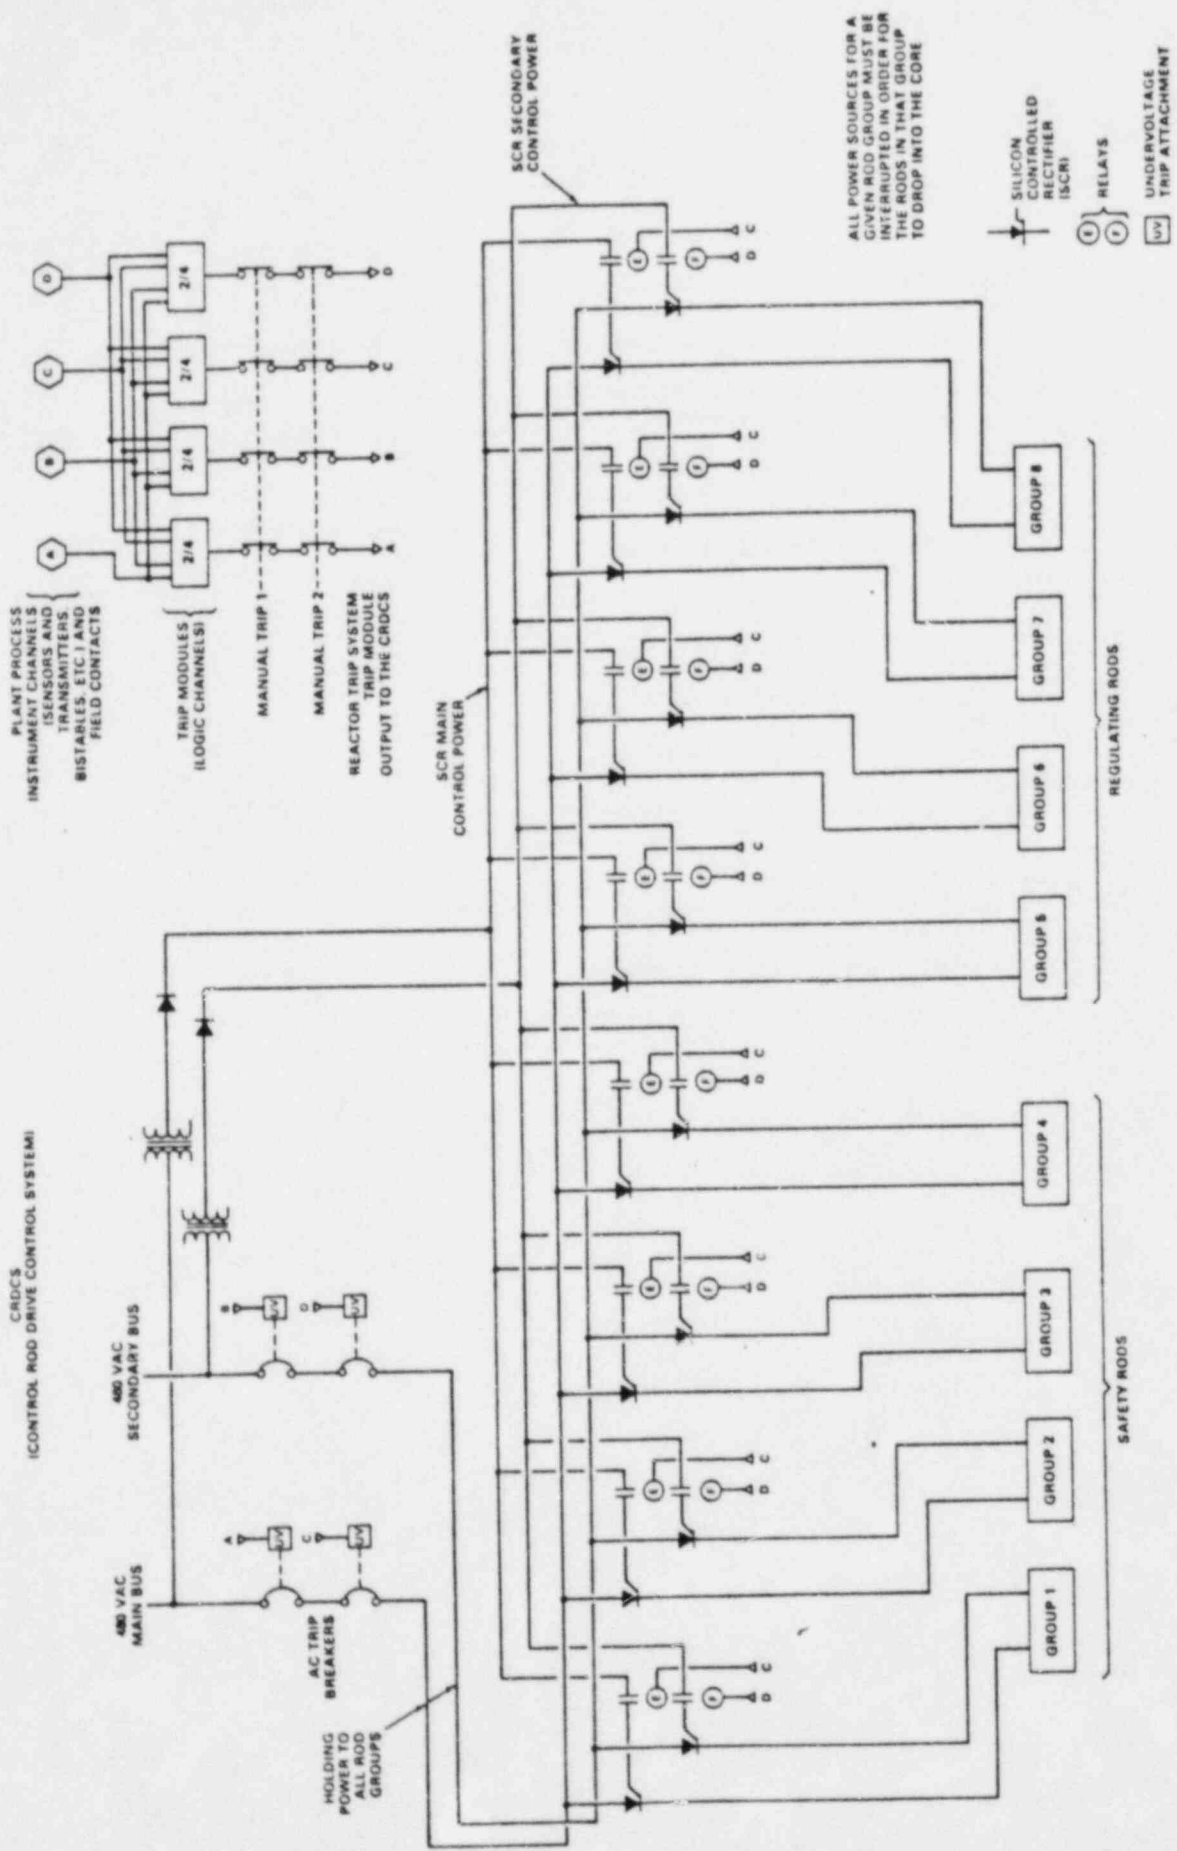 CRDCS
(CONTROL ROD DRIVE CONTROL SYSTEM)
480 VAC
MAIN BUS
480 VAC
SECONDARY BUS
A
UV
C
UV
B
UV
D
UV
AC TRIP
BREAKERS
HOLDING
POWER TO
ALL ROD
GROUPS
PLANT PROCESS
INSTRUMENT CHANNELS
(SENSORS AND
TRANSMITTERS,
BISTABLES, ETC.) AND
FIELD CONTACTS
A
B
C
D
TRIP MODULES
(LOGIC CHANNELS)
2/4
2/4
2/4
2/4
MANUAL TRIP 1
MANUAL TRIP 2
REACTOR TRIP SYSTEM
TRIP MODULE
OUTPUT TO THE CRDCS
A
B
C
D
SCR MAIN
CONTROL POWER
SCR SECONDARY
CONTROL POWER
E
C
F
D
E
C
F
D
E
C
F
D
E
C
F
D
E
C
F
D
E
C
F
D
E
C
F
D
E
C
F
D
GROUP 1
GROUP 2
GROUP 3
GROUP 4
GROUP 5
GROUP 6
GROUP 7
GROUP 8
SAFETY RODS
REGULATING RODS
ALL POWER SOURCES FOR A
GIVEN ROD GROUP MUST BE
INTERRUPTED IN ORDER FOR
THE RODS IN THAT GROUP
TO DROP INTO THE CORE
SILICON
CONTROLLED
RECTIFIER
(SCR)
E
F
RELAYS
UV
UNDERVOLTAGE
TRIP ATTACHMENT